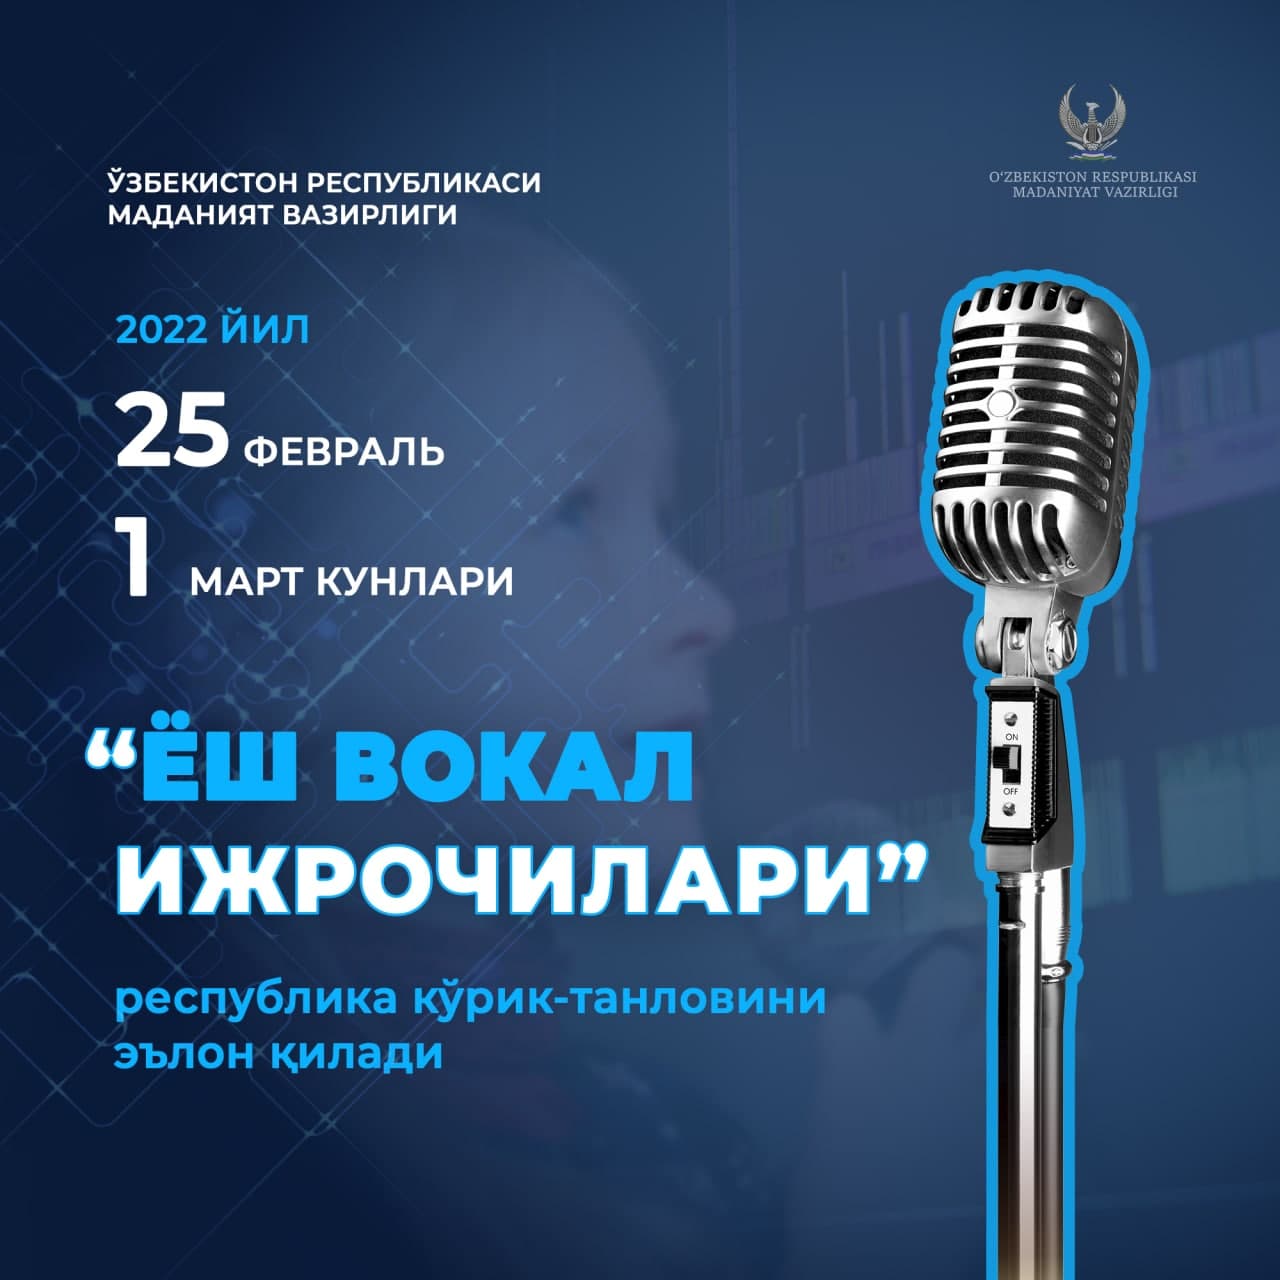 ЎЗБЕКИСТОН РЕСПУБЛИКАСИ
МАДАНИЯТ ВАЗИРЛИГИ
O‘ZBEKISTON RESPUBLIKASI
MADANIYAT VAZIRLIGI
2022 ЙИЛ
25 ФЕВРАЛЬ
1 МАРТ КУНЛАРИ
“ЁШ ВОКАЛ
ИЖРОЧИЛАРИ”
республика кўрик-танловини
эълон қилади
ON
OFF